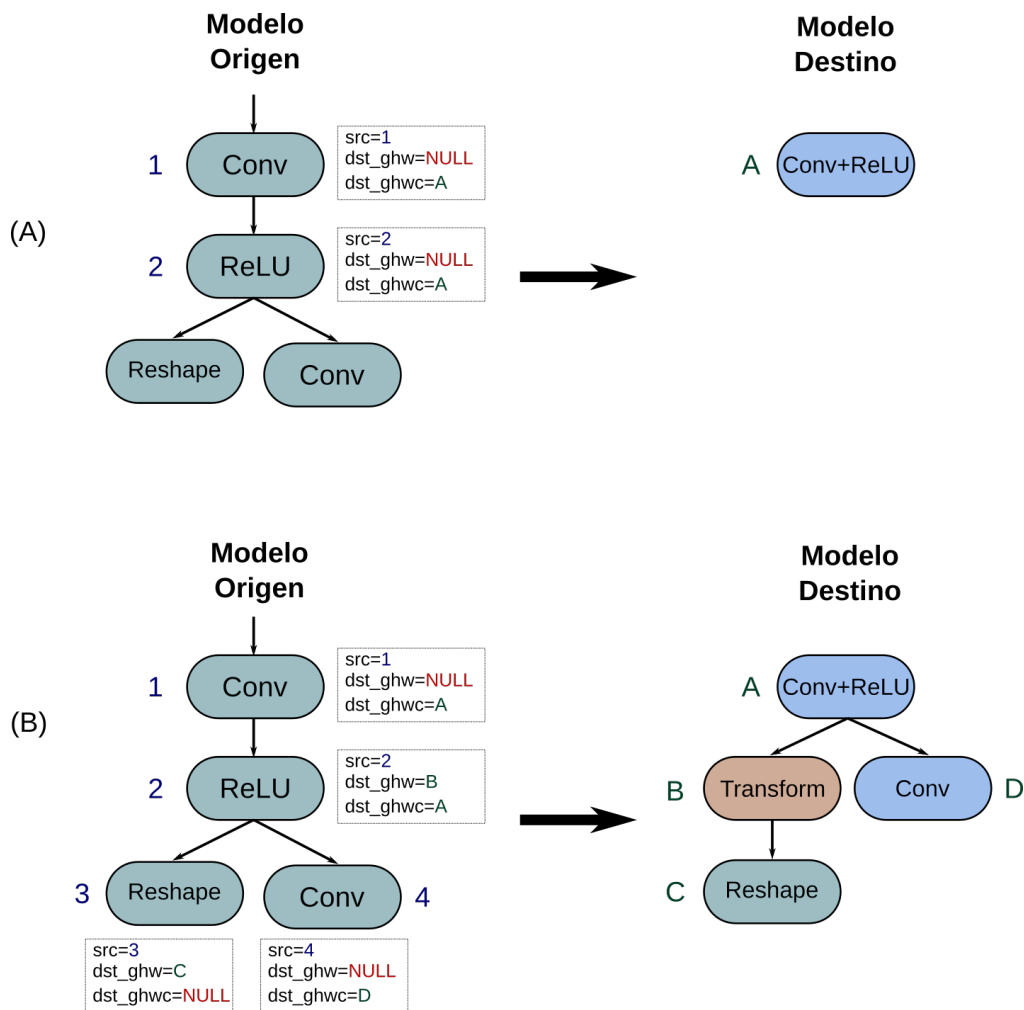 Modelo
Origen
Modelo
Destino
(A)
1
Conv
src=1
dst_ghw=NULL
dst_ghwc=A
A
Conv+ReLU
2
ReLU
src=2
dst_ghw=NULL
dst_ghwc=A
Reshape
Conv
(B)
Modelo
Origen
Modelo
Destino
1
Conv
src=1
dst_ghw=NULL
dst_ghwc=A
A
Conv+ReLU
2
ReLU
src=2
dst_ghw=B
dst_ghwc=A
B
Transform
Conv
D
3
Reshape
Conv
4
C
Reshape
src=3
dst_ghw=C
dst_ghwc=NULL
src=4
dst_ghw=NULL
dst_ghwc=D